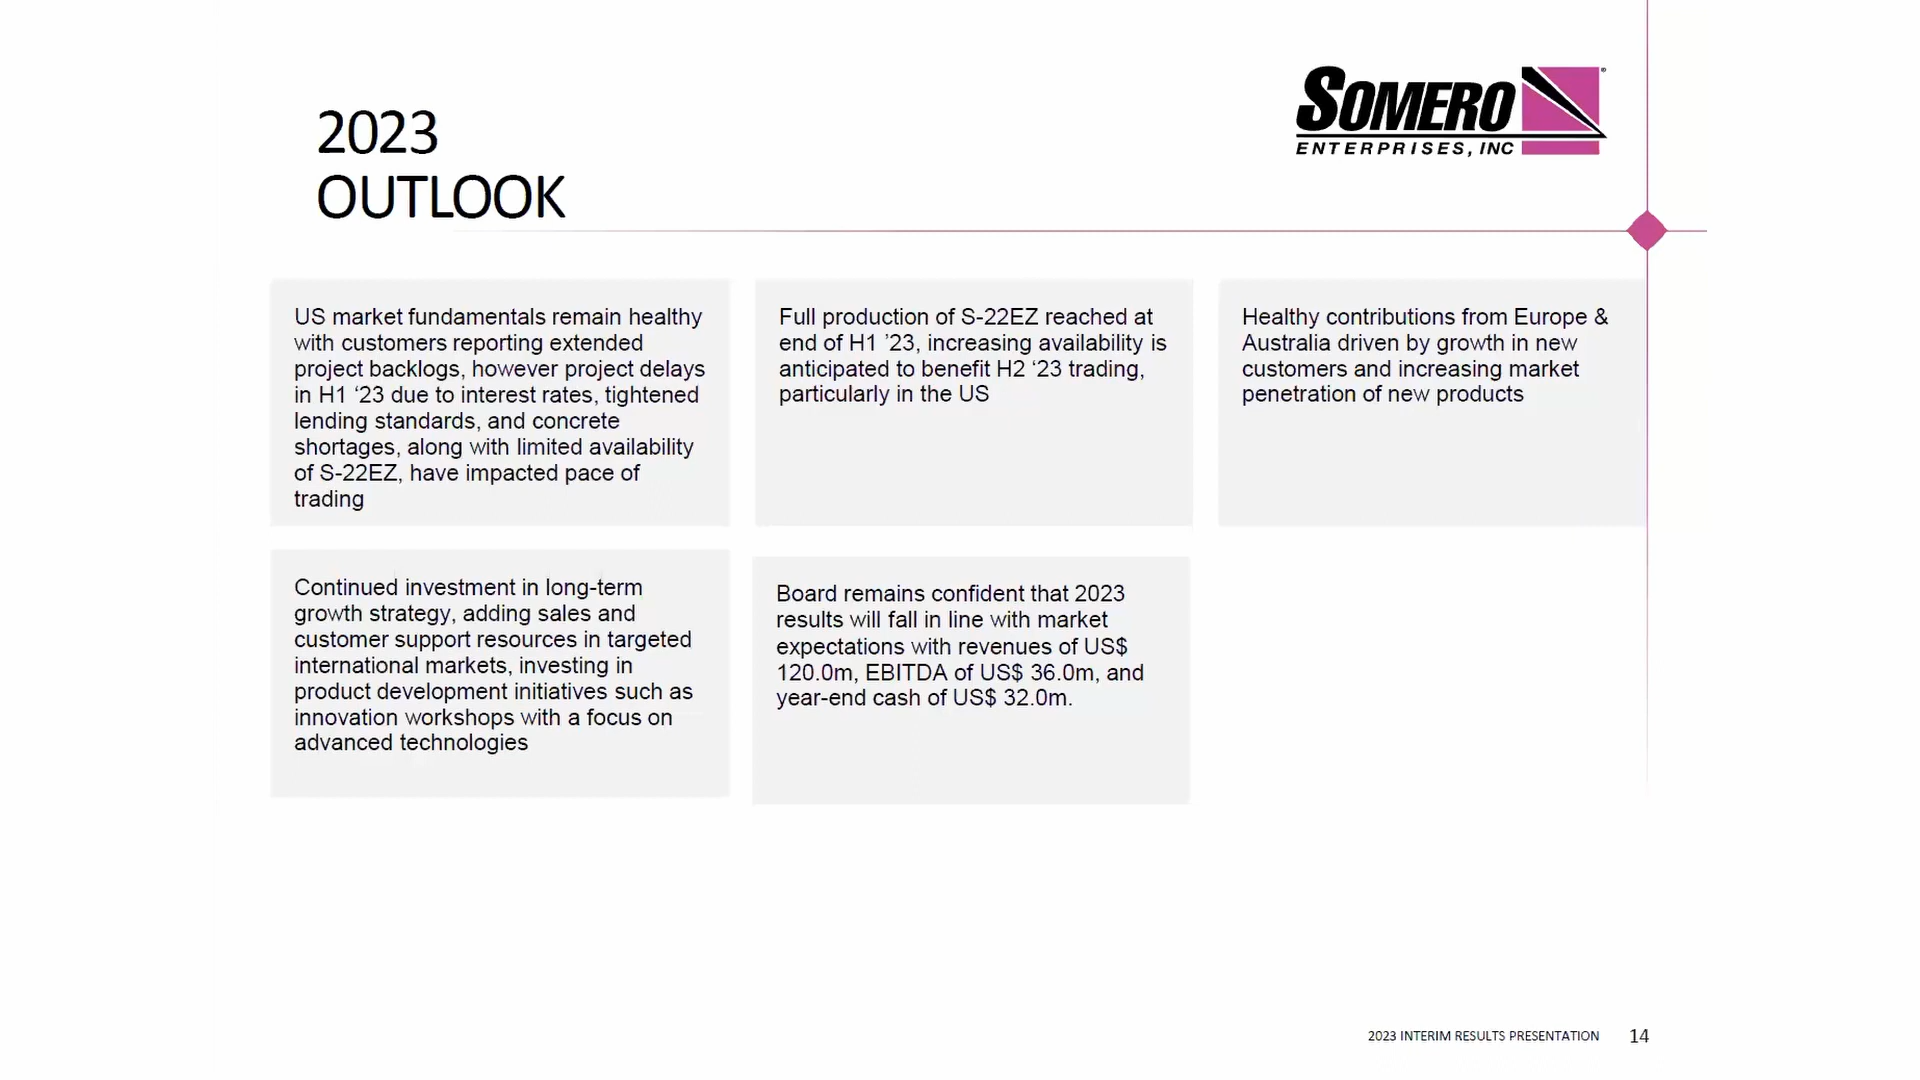 2023
OUTLOOK
SOMERO
ENTERPRISES, INC
US market fundamentals remain healthy
with customers reporting extended
project backlogs, however project delays
in H1 ‘23 due to interest rates, tightened
lending standards, and concrete
shortages, along with limited availability
of S-22EZ, have impacted pace of
trading
Full production of S-22EZ reached at
end of H1 ’23, increasing availability is
anticipated to benefit H2 ‘23 trading,
particularly in the US
Healthy contributions from Europe &
Australia driven by growth in new
customers and increasing market
penetration of new products
Continued investment in long-term
growth strategy, adding sales and
customer support resources in targeted
international markets, investing in
product development initiatives such as
innovation workshops with a focus on
advanced technologies
Board remains confident that 2023
results will fall in line with market
expectations with revenues of US$
120.0m, EBITDA of US$ 36.0m, and
year-end cash of US$ 32.0m.
2023 INTERIM RESULTS PRESENTATION 14